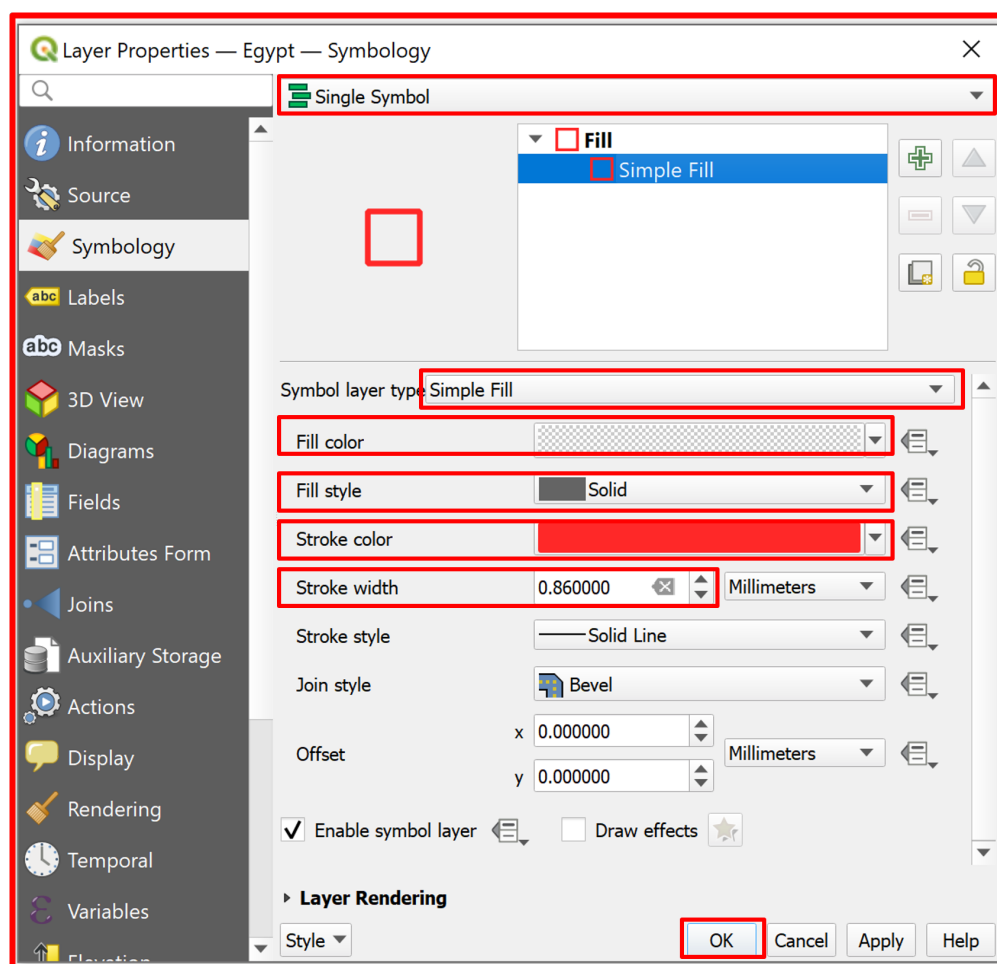 Layer Properties — Egypt — Symbology
Single Symbol
Information
Source
Symbology
abc Labels
abc Masks
3D View
Diagrams
Fields
Attributes Form
Joins
Auxiliary Storage
Actions
Display
Rendering
Temporal
Variables
Elevation
Fill
Simple Fill
Symbol layer type Simple Fill
Fill color
Fill style Solid
Stroke color
Stroke width 0.860000 Millimeters
Stroke style Solid Line
Join style Bevel
Offset x 0.000000 Millimeters
y 0.000000
Enable symbol layer Draw effects
Layer Rendering
Style OK Cancel Apply Help